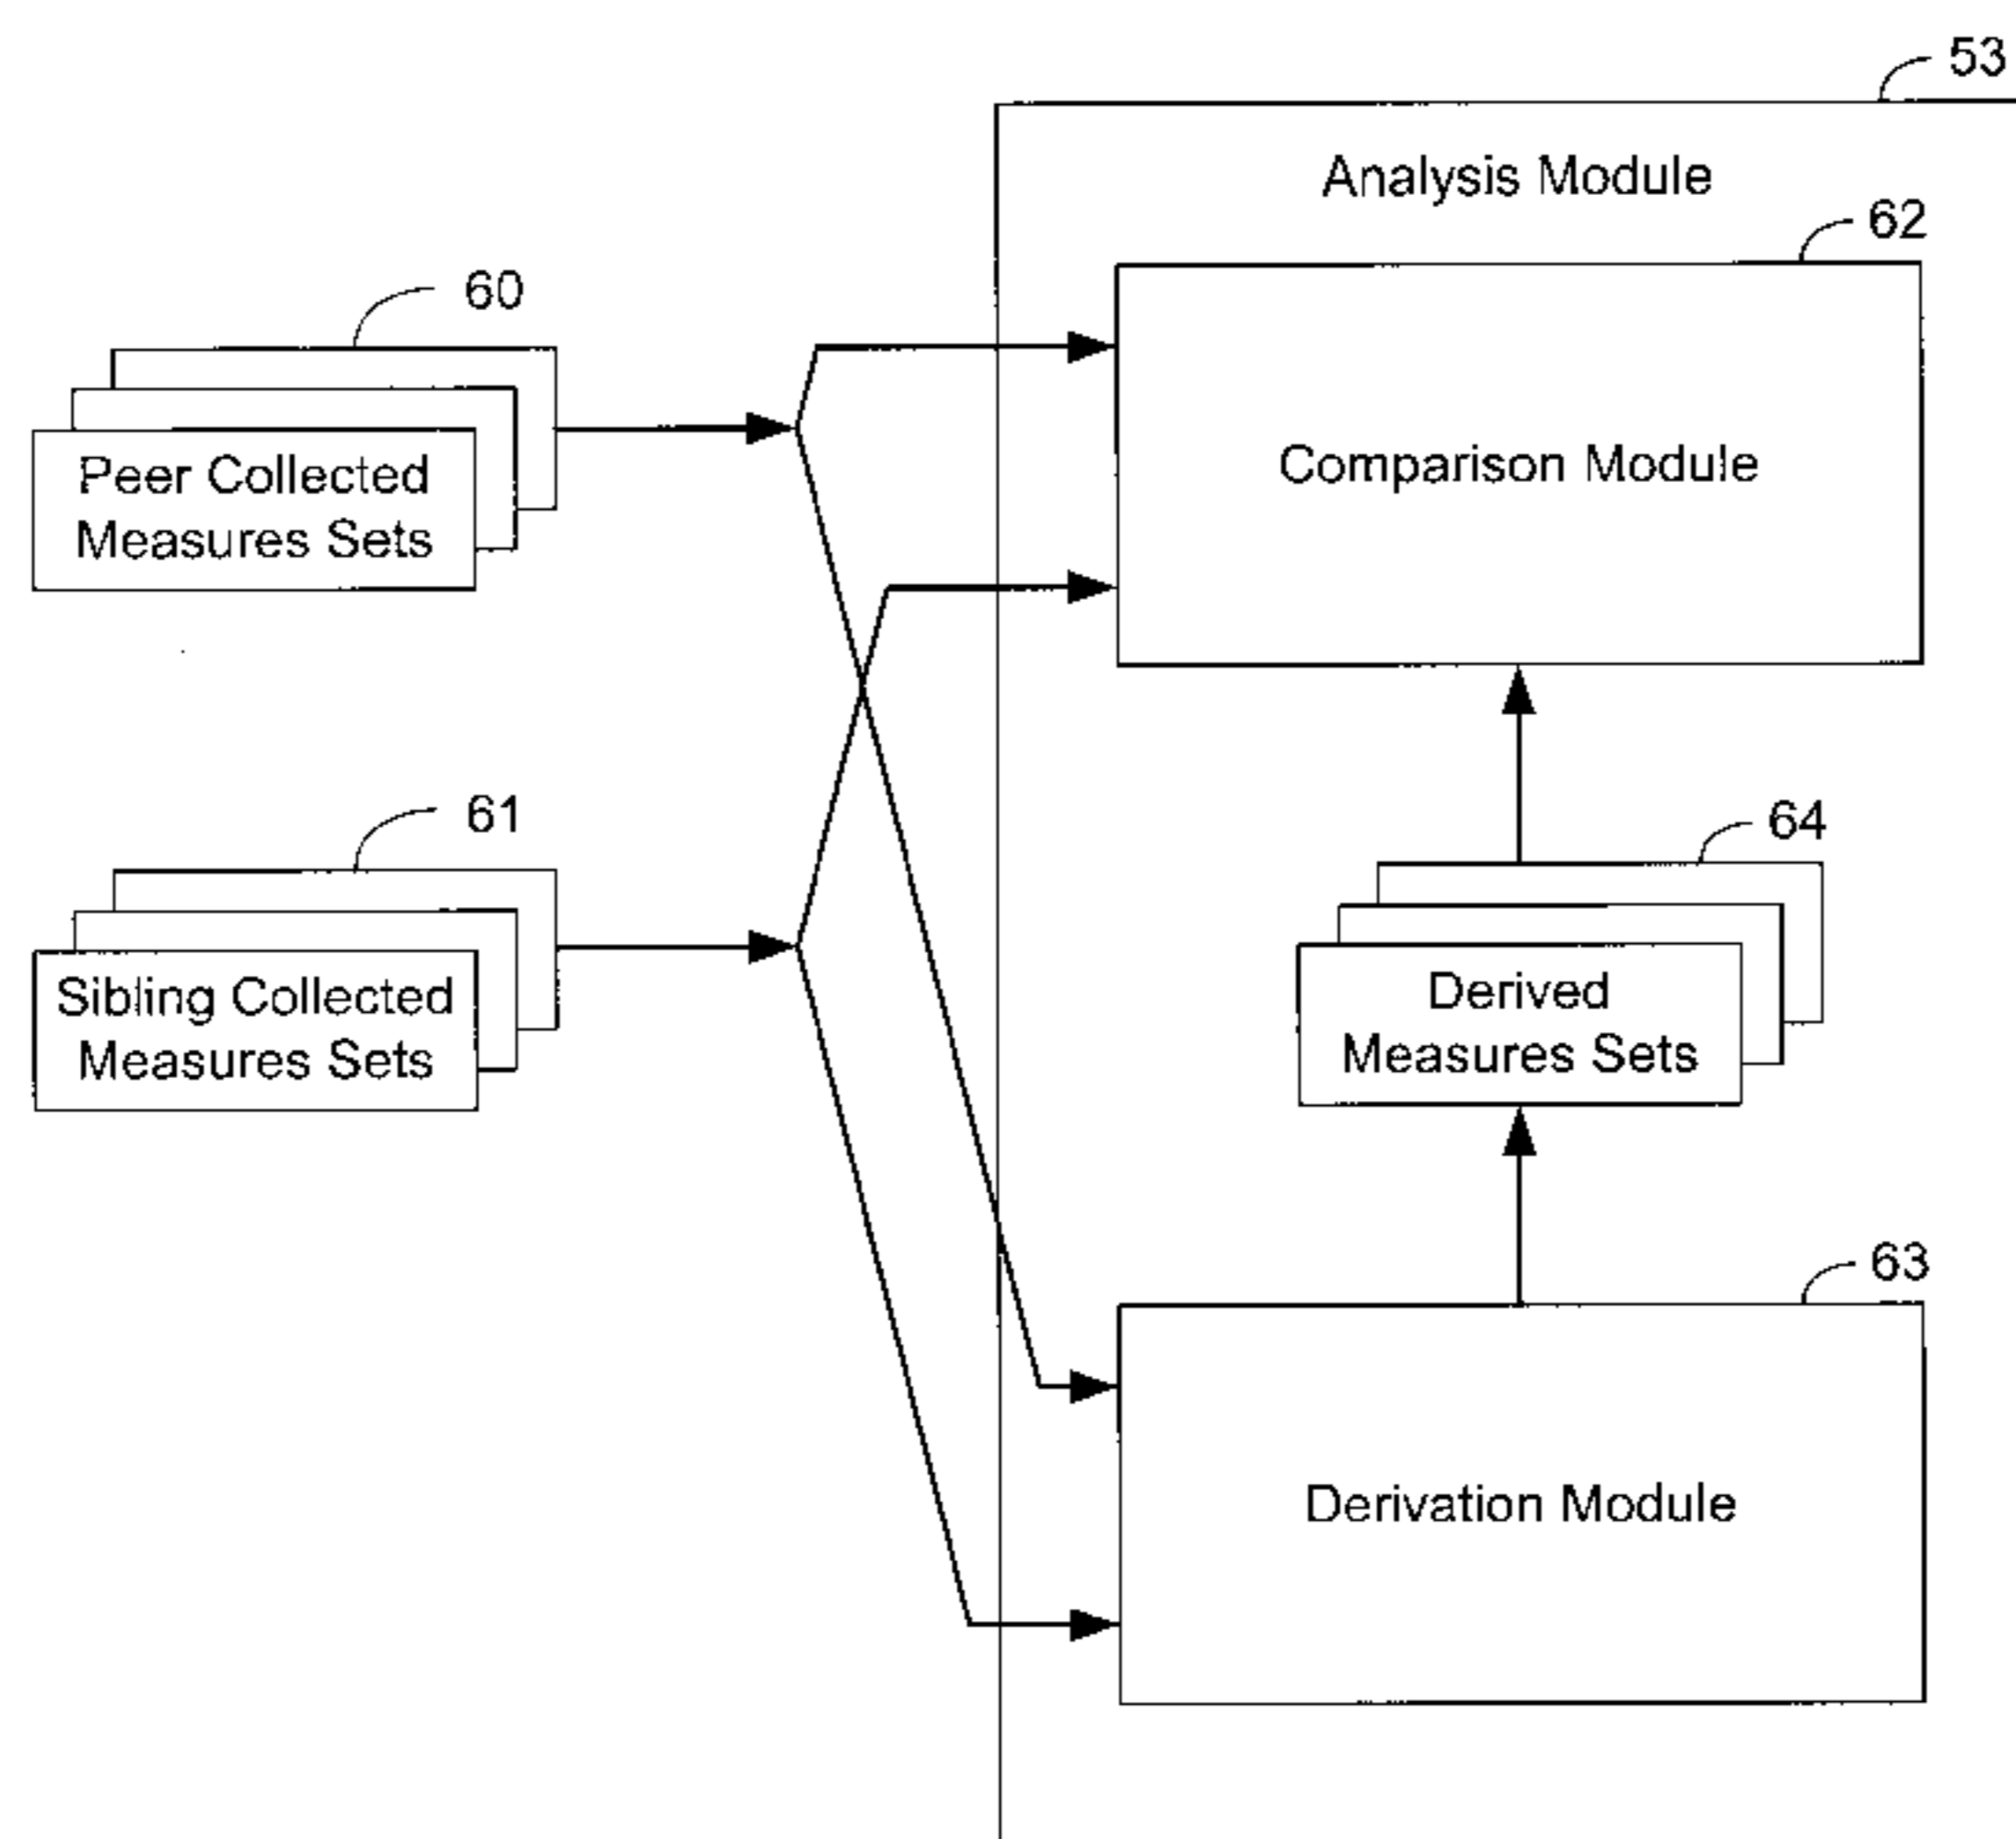 53
Analysis Module
62
60
Peer Collected
Measures Sets
Comparison Module
61
64
Sibling Collected
Measures Sets
Derived
Measures Sets
63
Derivation Module